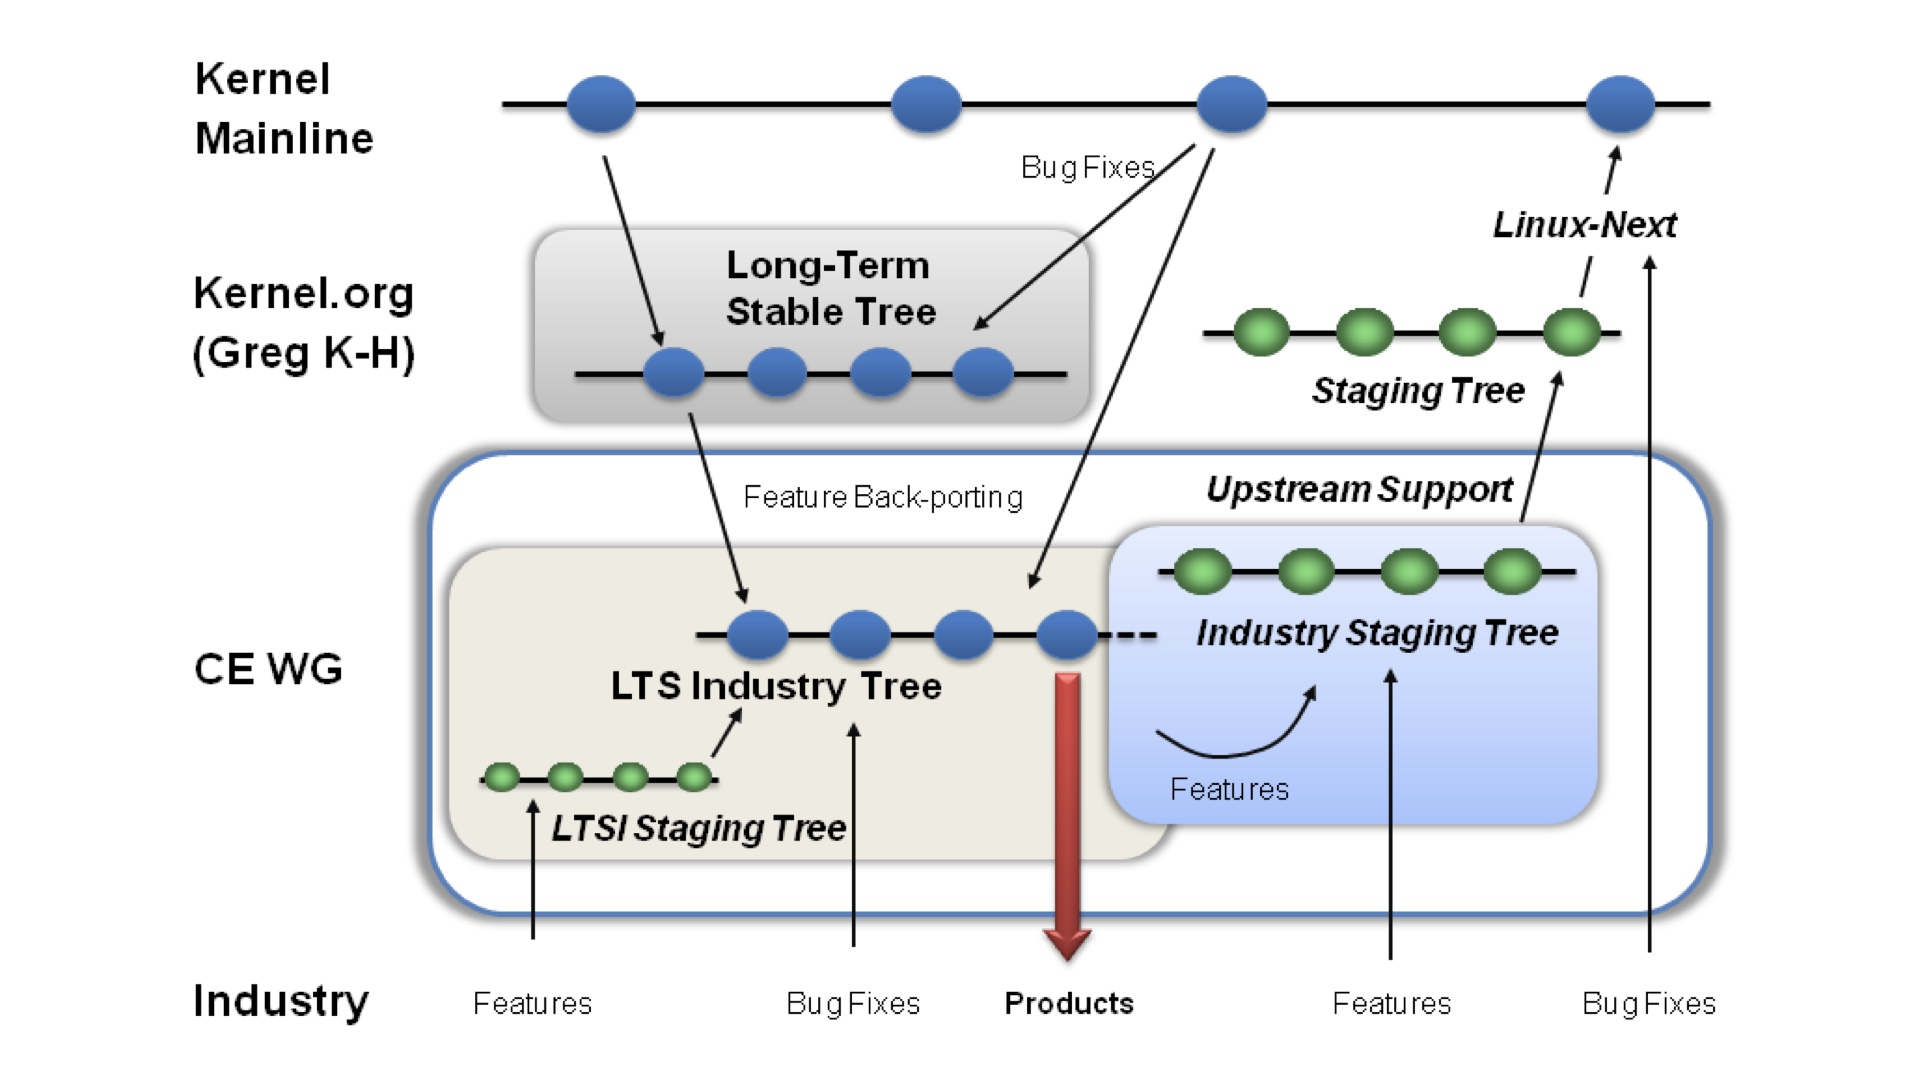 Kernel
Mainline
Bug Fixes
Linux-Next
Kernel.org
(Greg K-H)
Long-Term
Stable Tree
Staging Tree
Upstream Support
Feature Back-porting
CE WG
Industry Staging Tree
LTS Industry Tree
Features
LTSI Staging Tree
Industry
Features
Bug Fixes
Products
Features
Bug Fixes